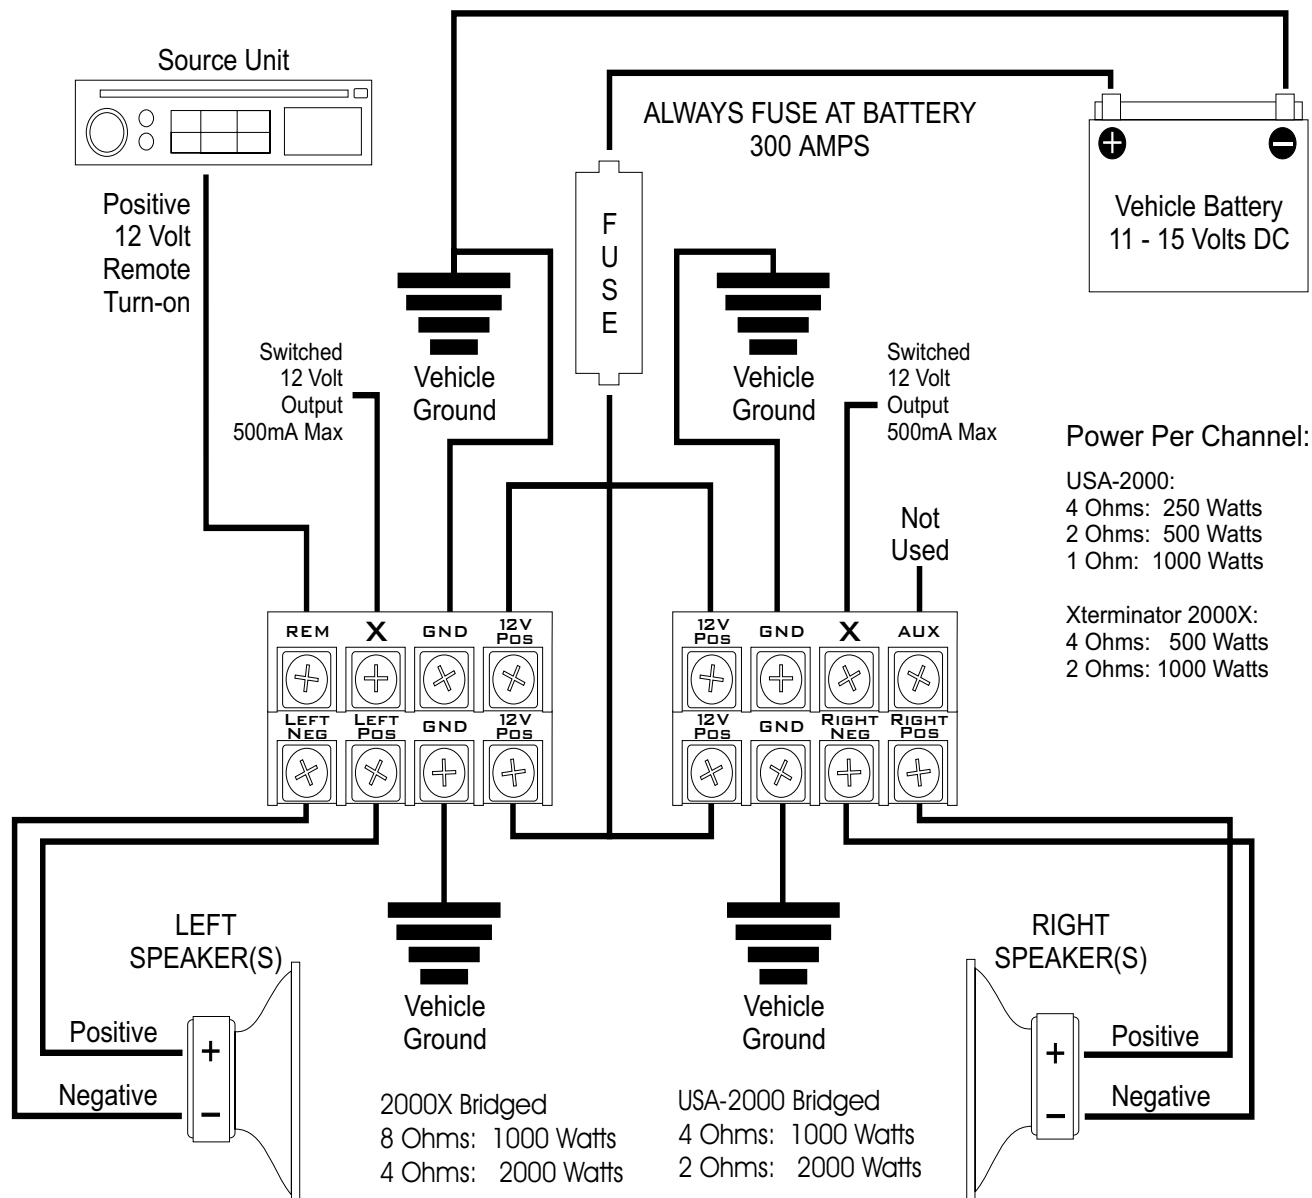 Source Unit
ALWAYS FUSE AT BATTERY
300 AMPS
+
−
Vehicle Battery
11 - 15 Volts DC
Positive
12 Volt
Remote
Turn-on
F
U
S
E
Switched
12 Volt
Output
500mA Max
Vehicle
Ground
Vehicle
Ground
Switched
12 Volt
Output
500mA Max
Power Per Channel:
USA-2000:
4 Ohms: 250 Watts
2 Ohms: 500 Watts
1 Ohm: 1000 Watts
Xterminator 2000X:
4 Ohms: 500 Watts
2 Ohms: 1000 Watts
Not
Used
REM X GND 12V POS
LEFT NEG LEFT POS GND 12V POS
12V POS GND X AUX
12V POS GND RIGHT NEG RIGHT POS
LEFT
SPEAKER(S)
Positive
+
Negative
−
Vehicle
Ground
Vehicle
Ground
RIGHT
SPEAKER(S)
+
Positive
−
Negative
2000X Bridged
8 Ohms: 1000 Watts
4 Ohms: 2000 Watts
USA-2000 Bridged
4 Ohms: 1000 Watts
2 Ohms: 2000 Watts